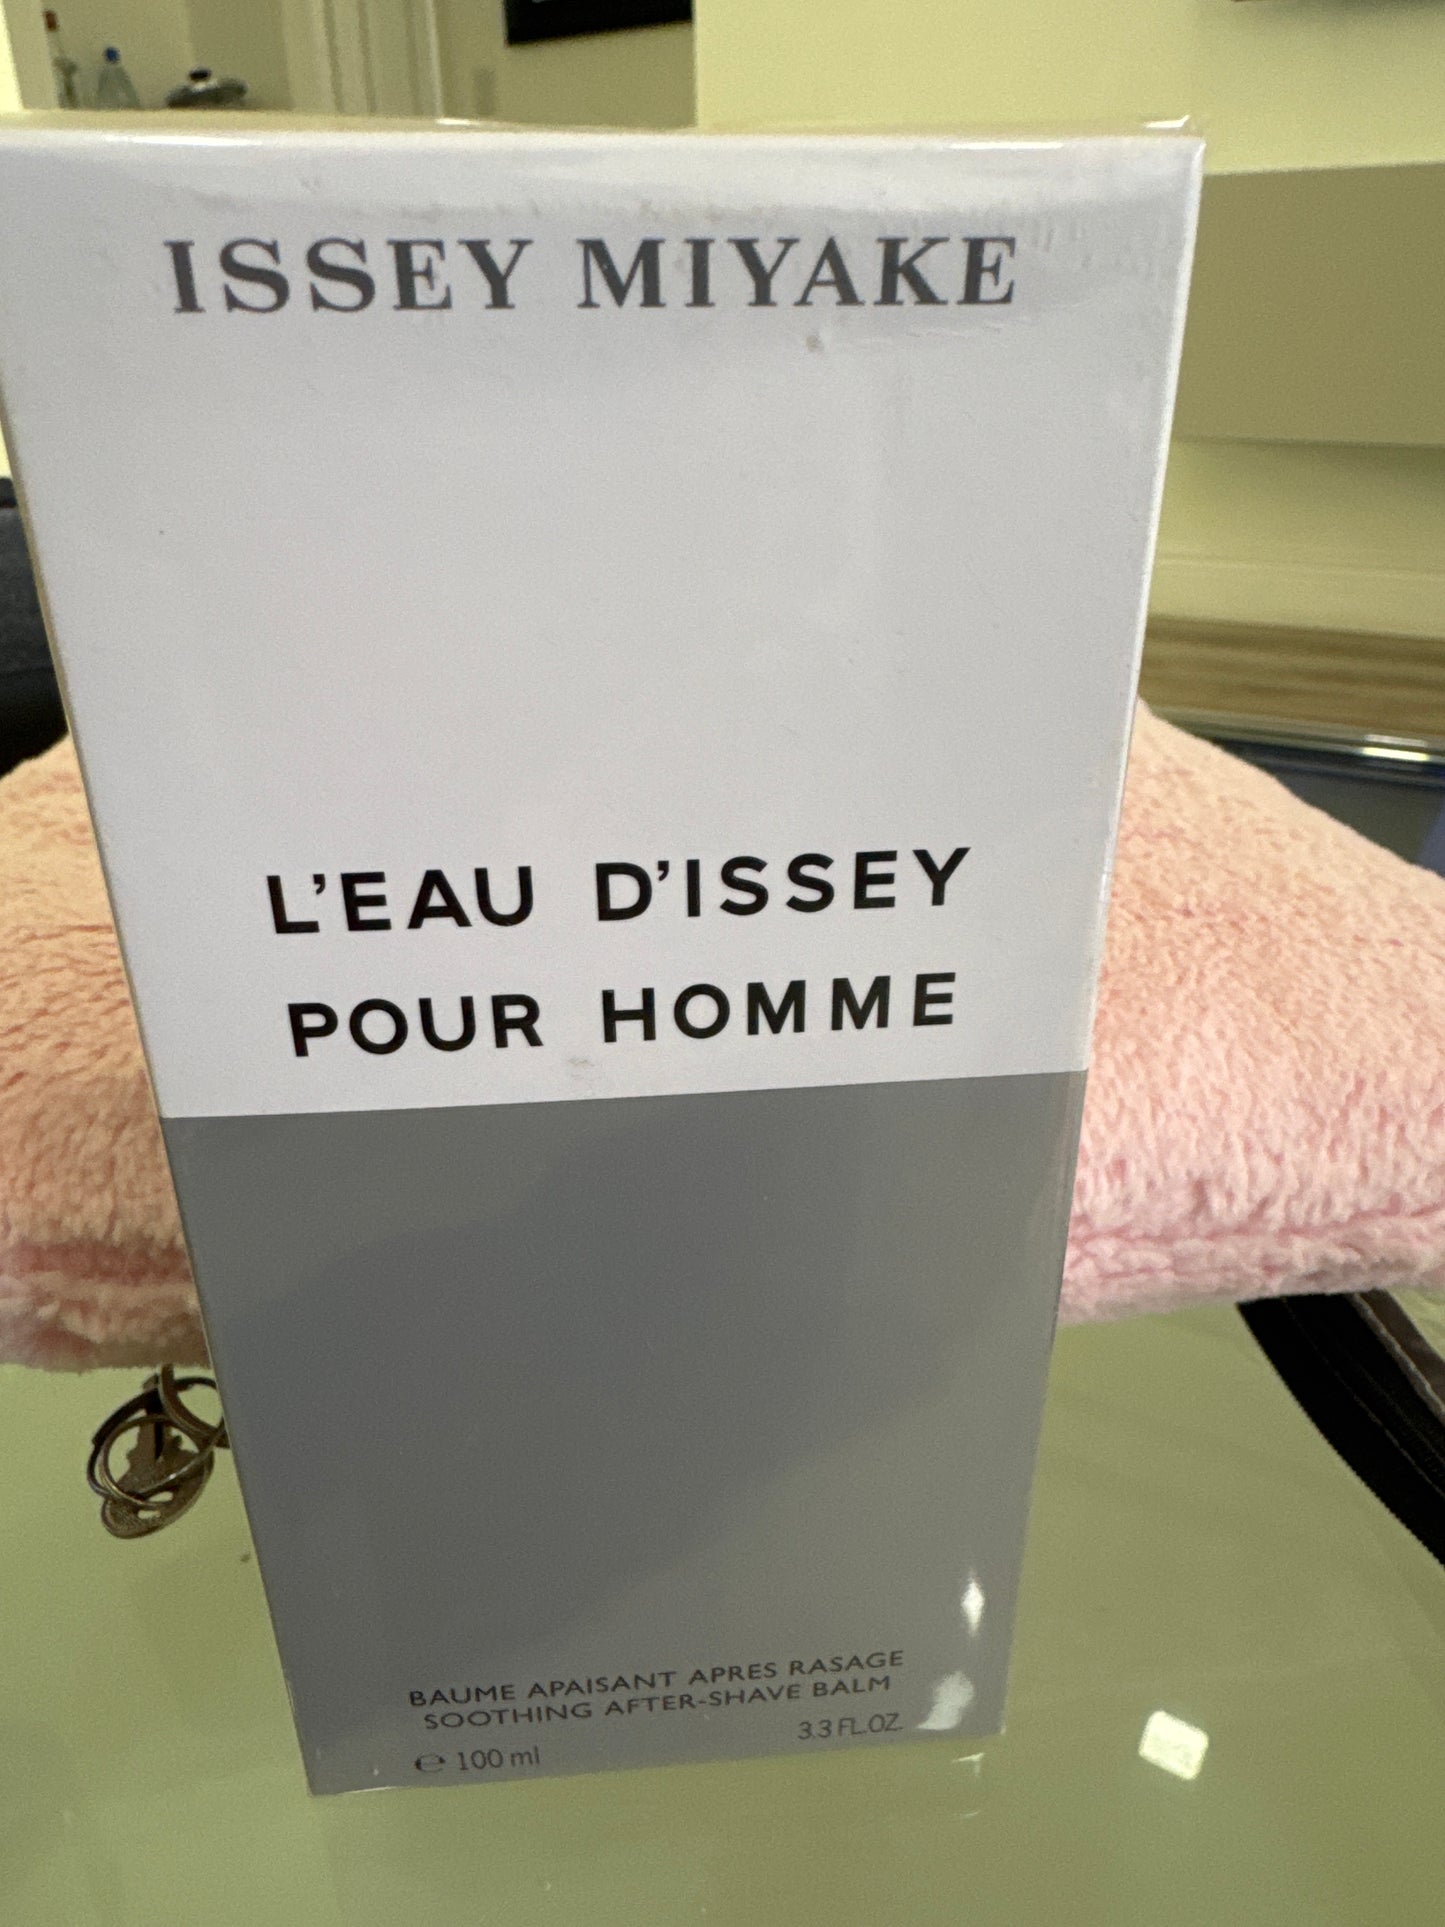 ISSEY MIYAKE
L'EAU D'ISSEY
POUR HOMME
BAUME APAISANT APRES RASAGE
SOOTHING AFTER-SHAVE BALM
℮ 100 ml 3.3 FL.OZ.